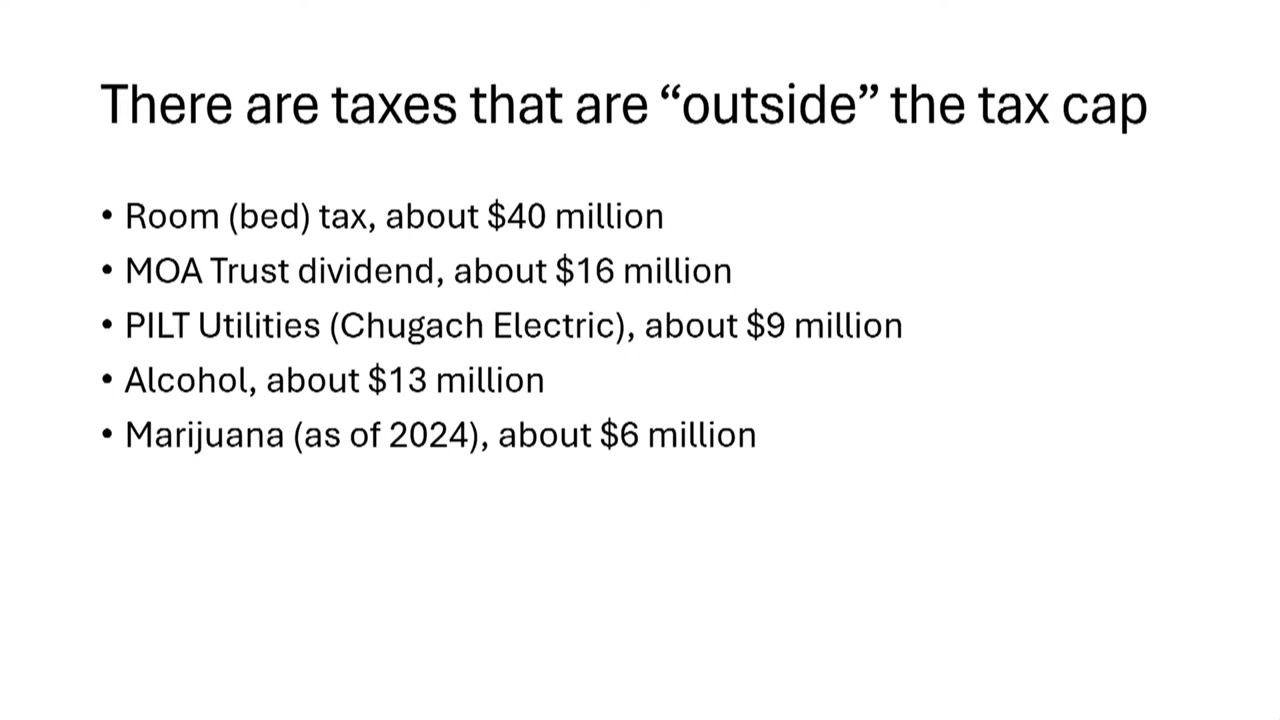 There are taxes that are “outside” the tax cap
• Room (bed) tax, about $40 million
• MOA Trust dividend, about $16 million
• PILT Utilities (Chugach Electric), about $9 million
• Alcohol, about $13 million
• Marijuana (as of 2024), about $6 million